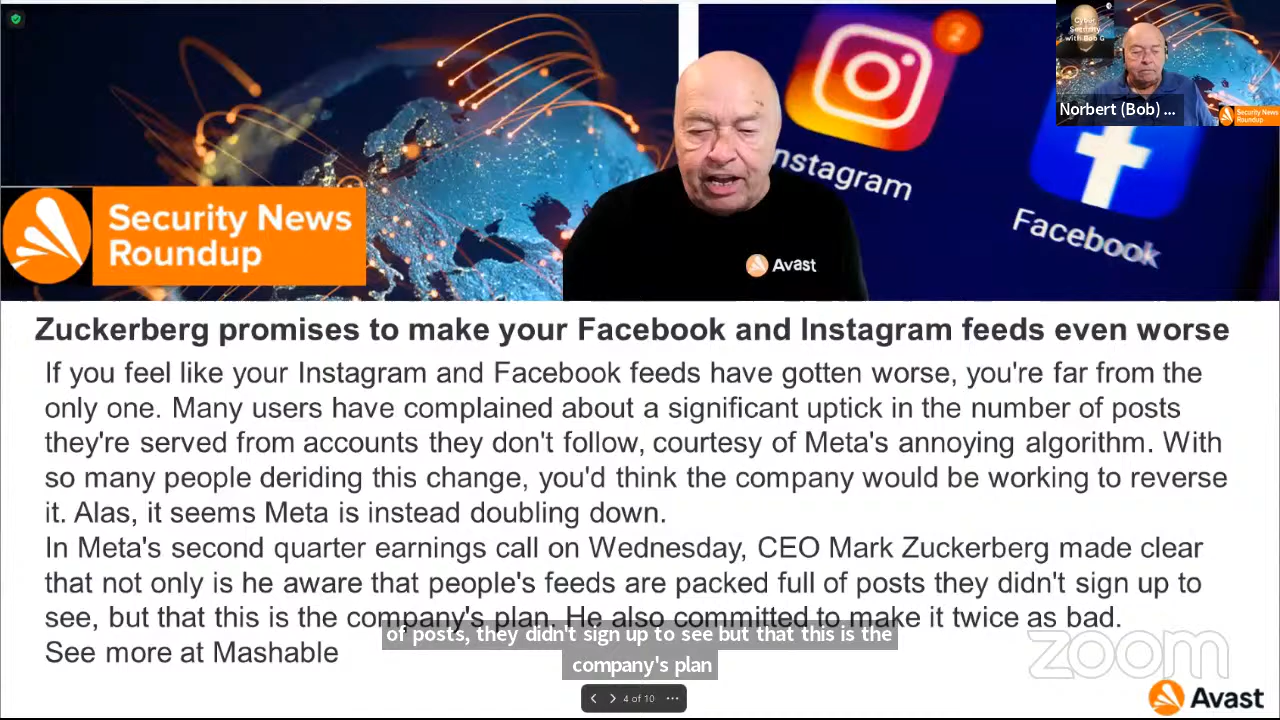 Cyber
Security
with Bob G
Norbert (Bob) ...
Security News
Roundup
Instagram
Facebook
Security News
Roundup
Avast
Zuckerberg promises to make your Facebook and Instagram feeds even worse
If you feel like your Instagram and Facebook feeds have gotten worse, you're far from the
only one. Many users have complained about a significant uptick in the number of posts
they're served from accounts they don't follow, courtesy of Meta's annoying algorithm. With
so many people deriding this change, you'd think the company would be working to reverse
it. Alas, it seems Meta is instead doubling down.
In Meta's second quarter earnings call on Wednesday, CEO Mark Zuckerberg made clear
that not only is he aware that people's feeds are packed full of posts they didn't sign up to
see, but that this is the company's plan. He also committed to make it twice as bad.
of posts, they didn't sign up to see but that this is the
company's plan
See more at Mashable
zoom
4 of 10
Avast